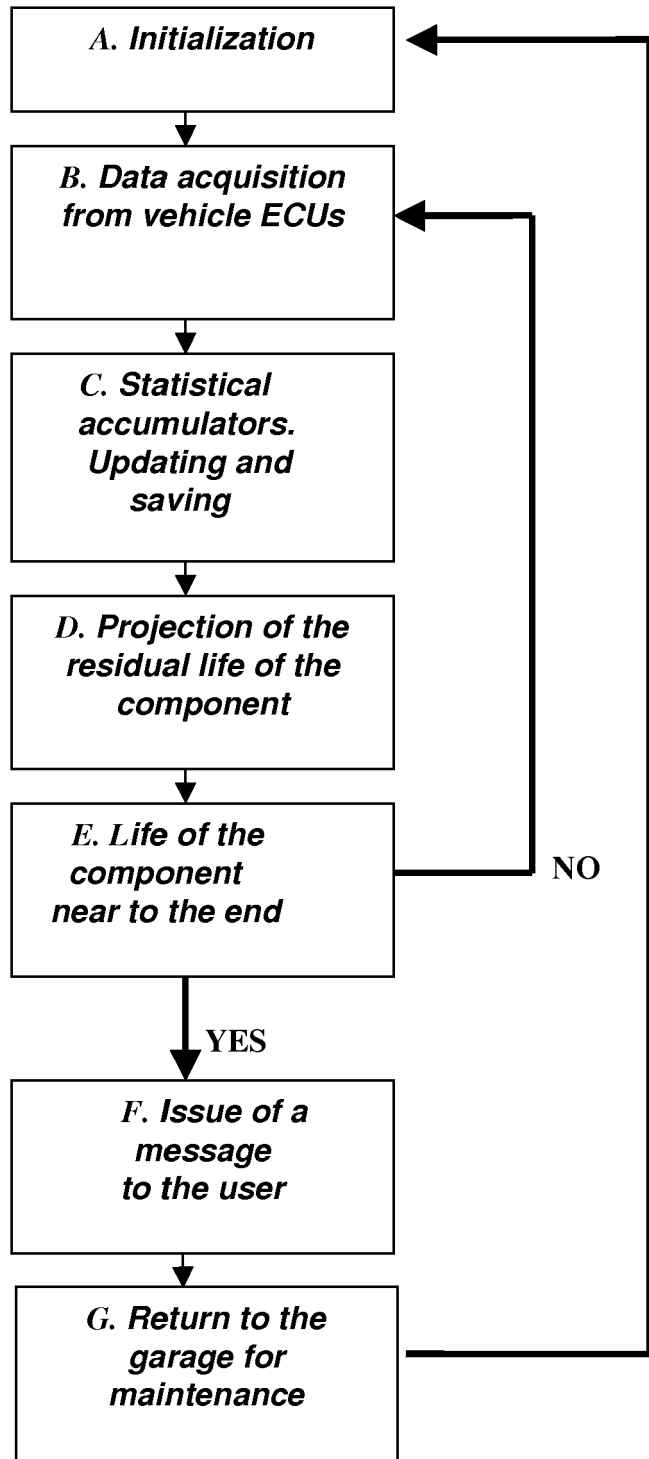 A. Initialization
B. Data acquisition
from vehicle ECUs
C. Statistical
accumulators.
Updating and
saving
D. Projection of the
residual life of the
component
E. Life of the
component
near to the end
NO
YES
F. Issue of a
message
to the user
G. Return to the
garage for
maintenance